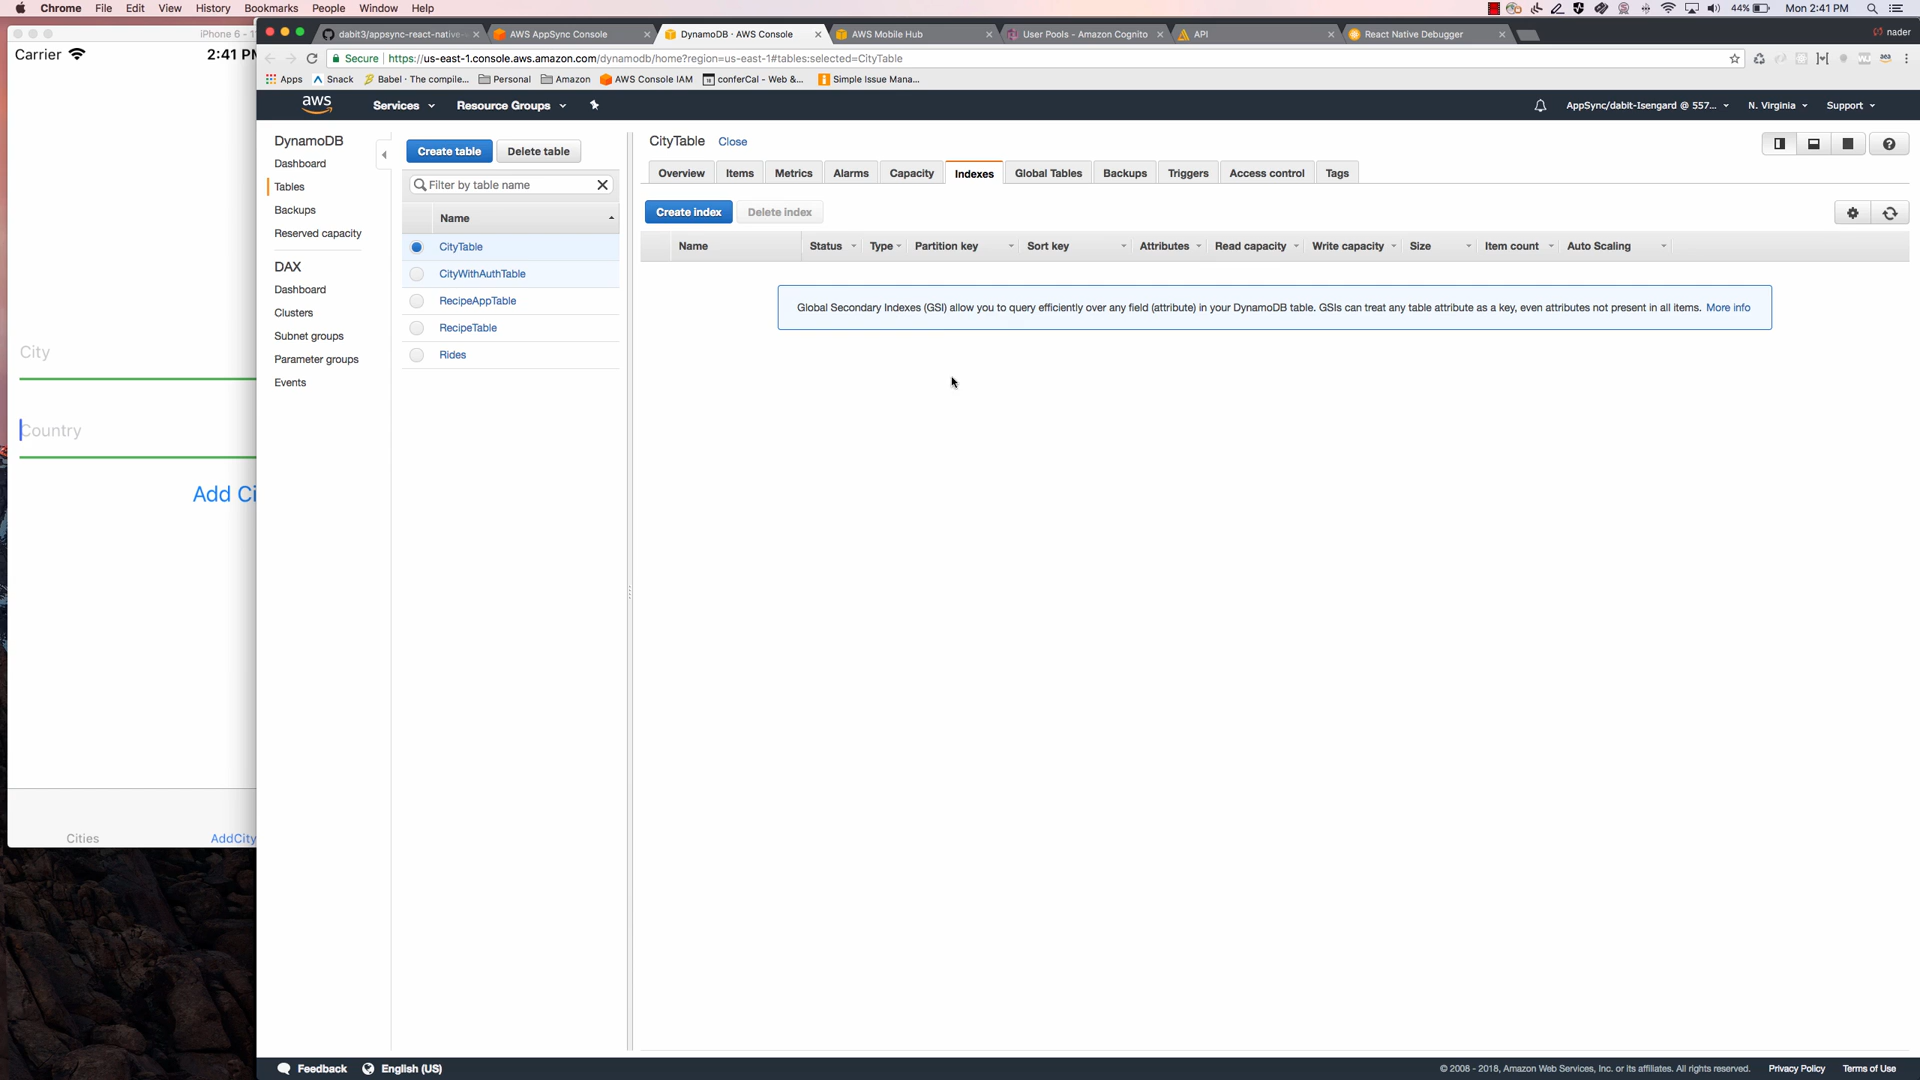 Chrome File Edit View History Bookmarks People Window Help 44% Mon 2:41 PM
iPhone 6 - 1
Carrier 2:41 PM
City
Country
Add Ci
Cities AddCity
dabit3/appsync-react-native- AWS AppSync Console DynamoDB · AWS Console AWS Mobile Hub User Pools - Amazon Cognito API React Native Debugger nader
Secure https://us-east-1.console.aws.amazon.com/dynamodb/home?region=us-east-1#tables:selected=CityTable
Apps Snack Babel · The compile... Personal Amazon AWS Console IAM conferCal - Web &... Simple Issue Mana...
aws Services Resource Groups AppSync/dabit-Isengard @ 557... N. Virginia Support
DynamoDB
Dashboard
Tables
Backups
Reserved capacity
DAX
Dashboard
Clusters
Subnet groups
Parameter groups
Events
Create table Delete table
Filter by table name
Name
CityTable
CityWithAuthTable
RecipeAppTable
RecipeTable
Rides
CityTable Close
Overview Items Metrics Alarms Capacity Indexes Global Tables Backups Triggers Access control Tags
Create index Delete index
Name Status Type Partition key Sort key Attributes Read capacity Write capacity Size Item count Auto Scaling
Global Secondary Indexes (GSI) allow you to query efficiently over any field (attribute) in your DynamoDB table. GSIs can treat any table attribute as a key, even attributes not present in all items. More info
Feedback English (US) © 2008 - 2018, Amazon Web Services, Inc. or its affiliates. All rights reserved. Privacy Policy Terms of Use